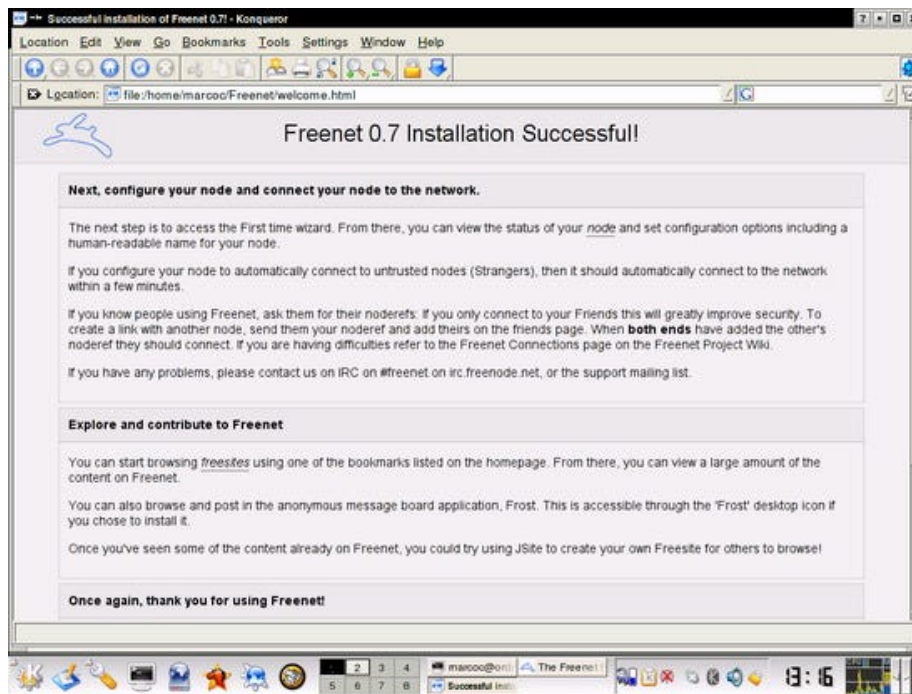 Successful installation of Freenet 0.7! - Konqueror
Location Edit View Go Bookmarks Tools Settings Window Help
Location: file:/home/marcoc/Freenet/welcome.html
Freenet 0.7 Installation Successful!
Next, configure your node and connect your node to the network.
The next step is to access the First time wizard. From there, you can view the status of your node and set configuration options including a
human-readable name for your node.
If you configure your node to automatically connect to untrusted nodes (Strangers), then it should automatically connect to the network
within a few minutes.
If you know people using Freenet, ask them for their noderefs: If you only connect to your Friends this will greatly improve security. To
create a link with another node, send them your noderef and add theirs on the friends page. When both ends have added the other's
noderef they should connect. If you are having difficulties refer to the Freenet Connections page on the Freenet Project Wiki.
If you have any problems, please contact us on IRC on #freenet on irc.freenode.net, or the support mailing list.
Explore and contribute to Freenet
You can start browsing freesites using one of the bookmarks listed on the homepage. From there, you can view a large amount of the
content on Freenet.
You can also browse and post in the anonymous message board application, Frost. This is accessible through the 'Frost' desktop icon if
you chose to install it.
Once you've seen some of the content already on Freenet, you could try using JSite to create your own Freesite for others to browse!
Once again, thank you for using Freenet!
2 3 4
marcoc@ The Freenet
13:16
5 6 7 8
Successful